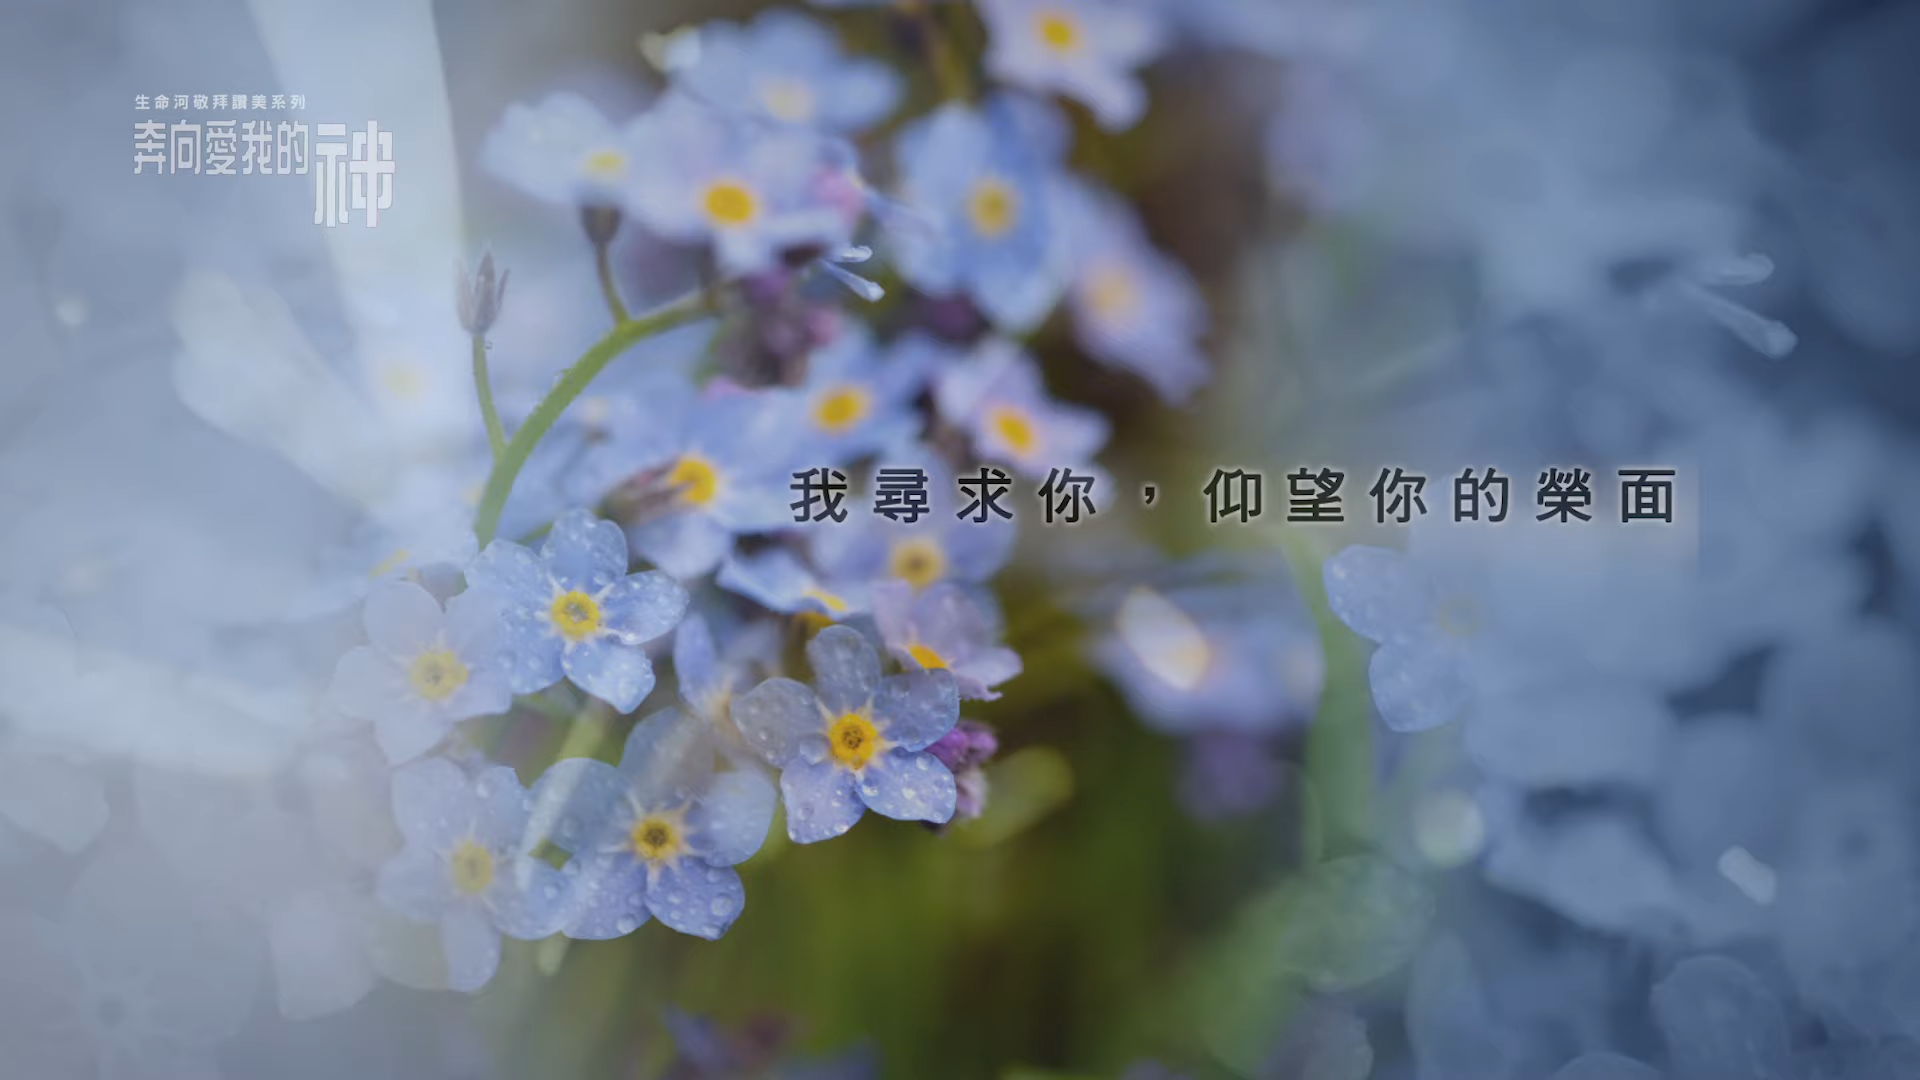 生命河敬拜讚美系列
奔向愛我的神
我尋求你，仰望你的榮面